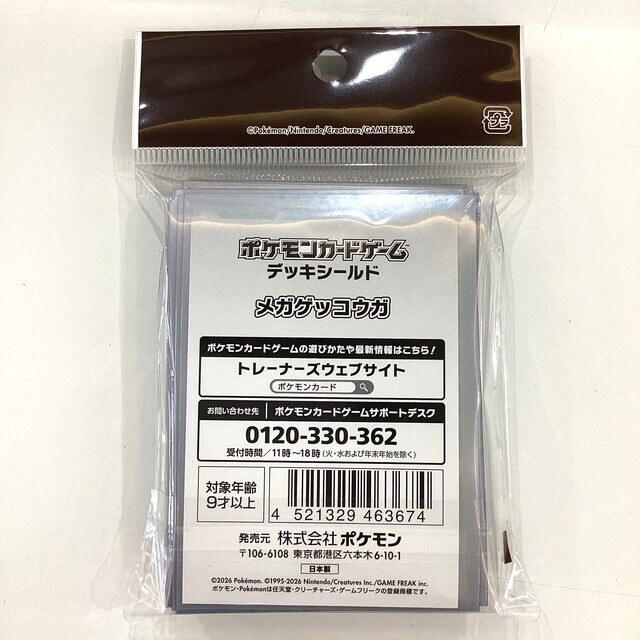 ©Pokémon/Nintendo/Creatures/GAME FREAK.
プラ
ポケモンカードゲーム
デッキシールド
メガゲッコウガ
ポケモンカードゲームの遊びかたや最新情報はこちら!
トレーナーズウェブサイト
ポケモンカード
お問い合わせ先 ポケモンカードゲームサポートデスク
0120-330-362
受付時間/11時～18時(火・水および年末年始を除く)
対象年齢
9才以上
4 521329 463674
発売元 株式会社ポケモン
〒106-6108 東京都港区六本木6-10-1
日本製
©2026 Pokémon. ©1995-2026 Nintendo/Creatures Inc./GAME FREAK inc.
ポケモン・Pokémonは任天堂・クリーチャーズ・ゲームフリークの登録商標です。